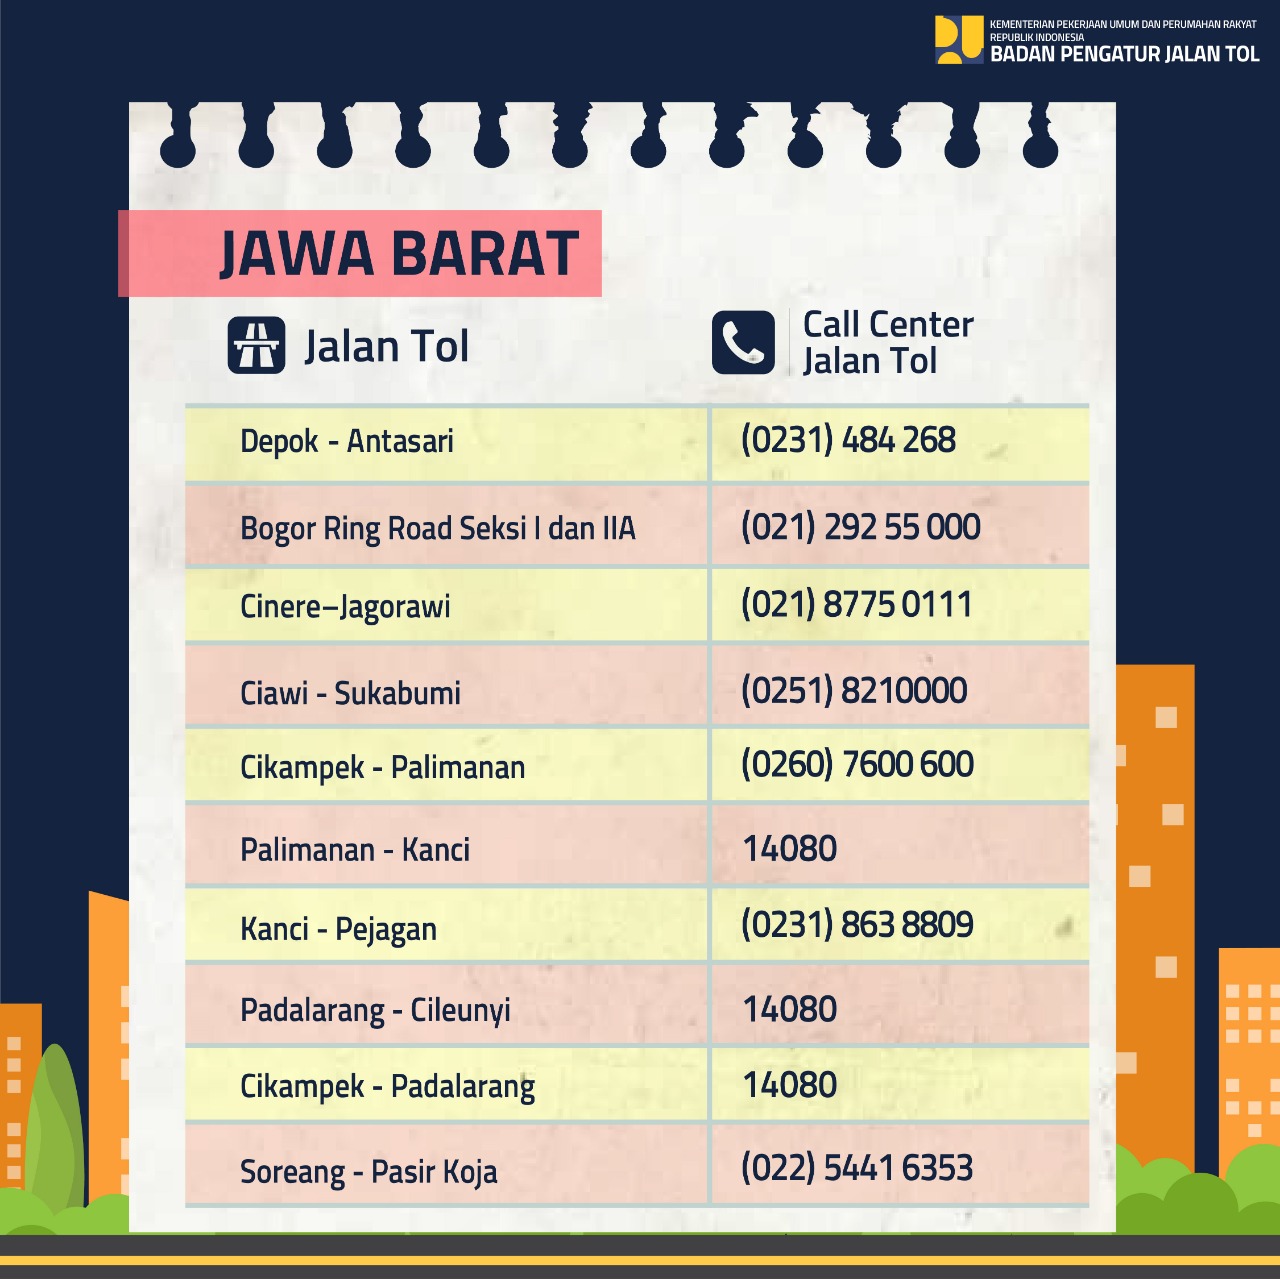 KEMENTERIAN PEKERJAAN UMUM DAN PERUMAHAN RAKYAT
REPUBLIK INDONESIA
BADAN PENGATUR JALAN TOL
JAWA BARAT
Jalan Tol
Call Center
Jalan Tol
Depok - Antasari (0231) 484 268
Bogor Ring Road Seksi I dan IIA (021) 292 55 000
Cinere–Jagorawi (021) 8775 0111
Ciawi - Sukabumi (0251) 8210000
Cikampek - Palimanan (0260) 7600 600
Palimanan - Kanci 14080
Kanci - Pejagan (0231) 863 8809
Padalarang - Cileunyi 14080
Cikampek - Padalarang 14080
Soreang - Pasir Koja (022) 5441 6353